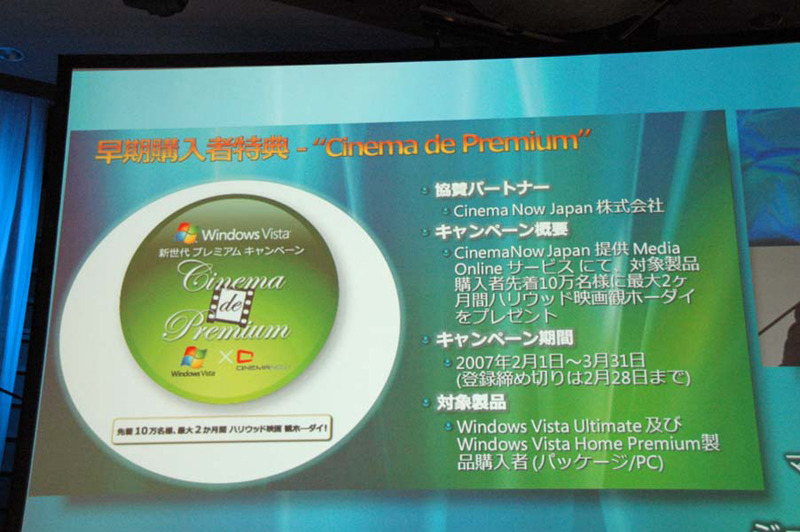 早期購入者特典 – “Cinema de Premium”
Windows Vista
新世代 プレミアム キャンペーン
Cinema
de
Premium
Windows Vista × CINEMANOW
先着10万名様、最大2か月間 ハリウッド映画 観ホーダイ!
協賛パートナー
Cinema Now Japan 株式会社
キャンペーン概要
CinemaNow Japan 提供 Media
Online サービス にて、対象製品
購入者先着10万名様に最大2ケ
月間ハリウッド映画観ホーダイ
をプレゼント
キャンペーン期間
2007年2月1日～3月31日
(登録締め切りは2月28日まで)
対象製品
Windows Vista Ultimate 及び
Windows Vista Home Premium製
品購入者 (パッケージ/PC)